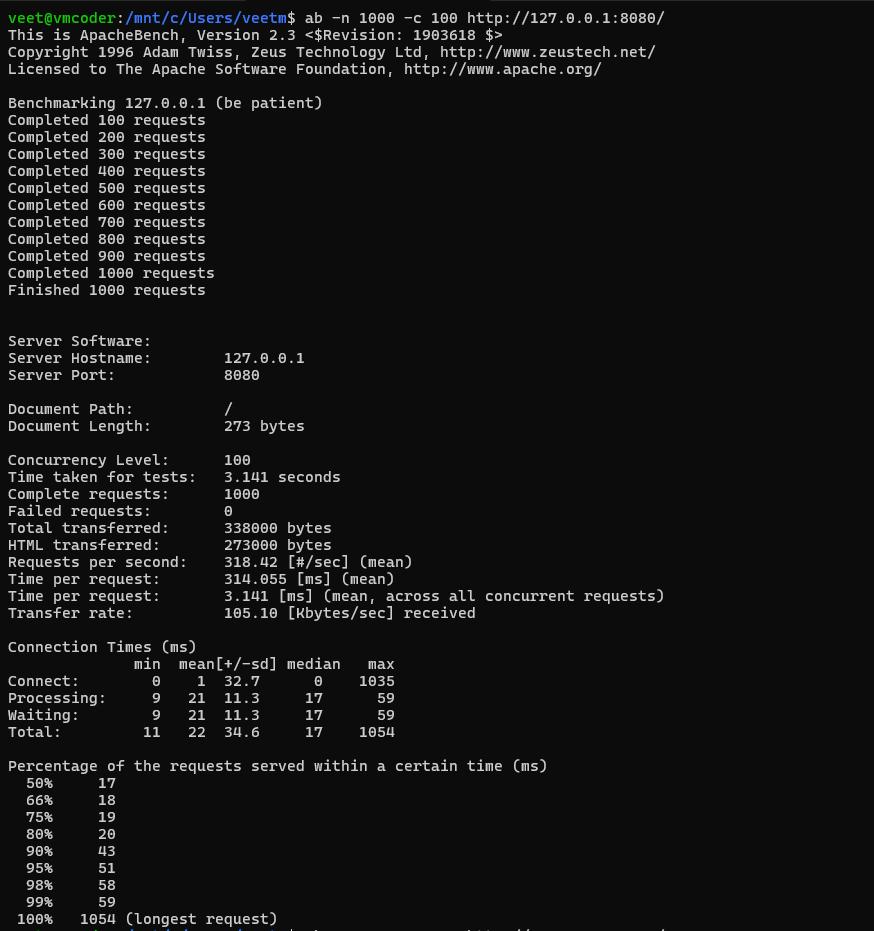 veet@vmcoder:/mnt/c/Users/veetm$ ab -n 1000 -c 100 http://127.0.0.1:8080/
This is ApacheBench, Version 2.3 <$Revision: 1903618 $>
Copyright 1996 Adam Twiss, Zeus Technology Ltd, http://www.zeustech.net/
Licensed to The Apache Software Foundation, http://www.apache.org/

Benchmarking 127.0.0.1 (be patient)
Completed 100 requests
Completed 200 requests
Completed 300 requests
Completed 400 requests
Completed 500 requests
Completed 600 requests
Completed 700 requests
Completed 800 requests
Completed 900 requests
Completed 1000 requests
Finished 1000 requests


Server Software:
Server Hostname:        127.0.0.1
Server Port:            8080

Document Path:          /
Document Length:        273 bytes

Concurrency Level:      100
Time taken for tests:   3.141 seconds
Complete requests:      1000
Failed requests:        0
Total transferred:      338000 bytes
HTML transferred:       273000 bytes
Requests per second:    318.42 [#/sec] (mean)
Time per request:       314.055 [ms] (mean)
Time per request:       3.141 [ms] (mean, across all concurrent requests)
Transfer rate:          105.10 [Kbytes/sec] received

Connection Times (ms)
              min  mean[+/-sd] median   max
Connect:        0    1  32.7      0    1035
Processing:     9   21  11.3     17      59
Waiting:        9   21  11.3     17      59
Total:         11   22  34.6     17    1054

Percentage of the requests served within a certain time (ms)
  50%     17
  66%     18
  75%     19
  80%     20
  90%     43
  95%     51
  98%     58
  99%     59
 100%   1054 (longest request)